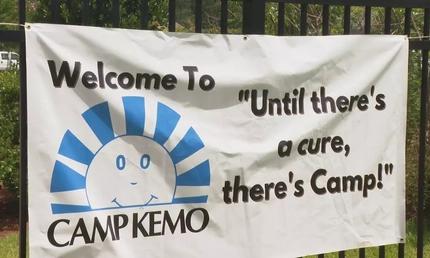 Welcome To
CAMP KEMO
"Until there's
a cure,
there's Camp!"